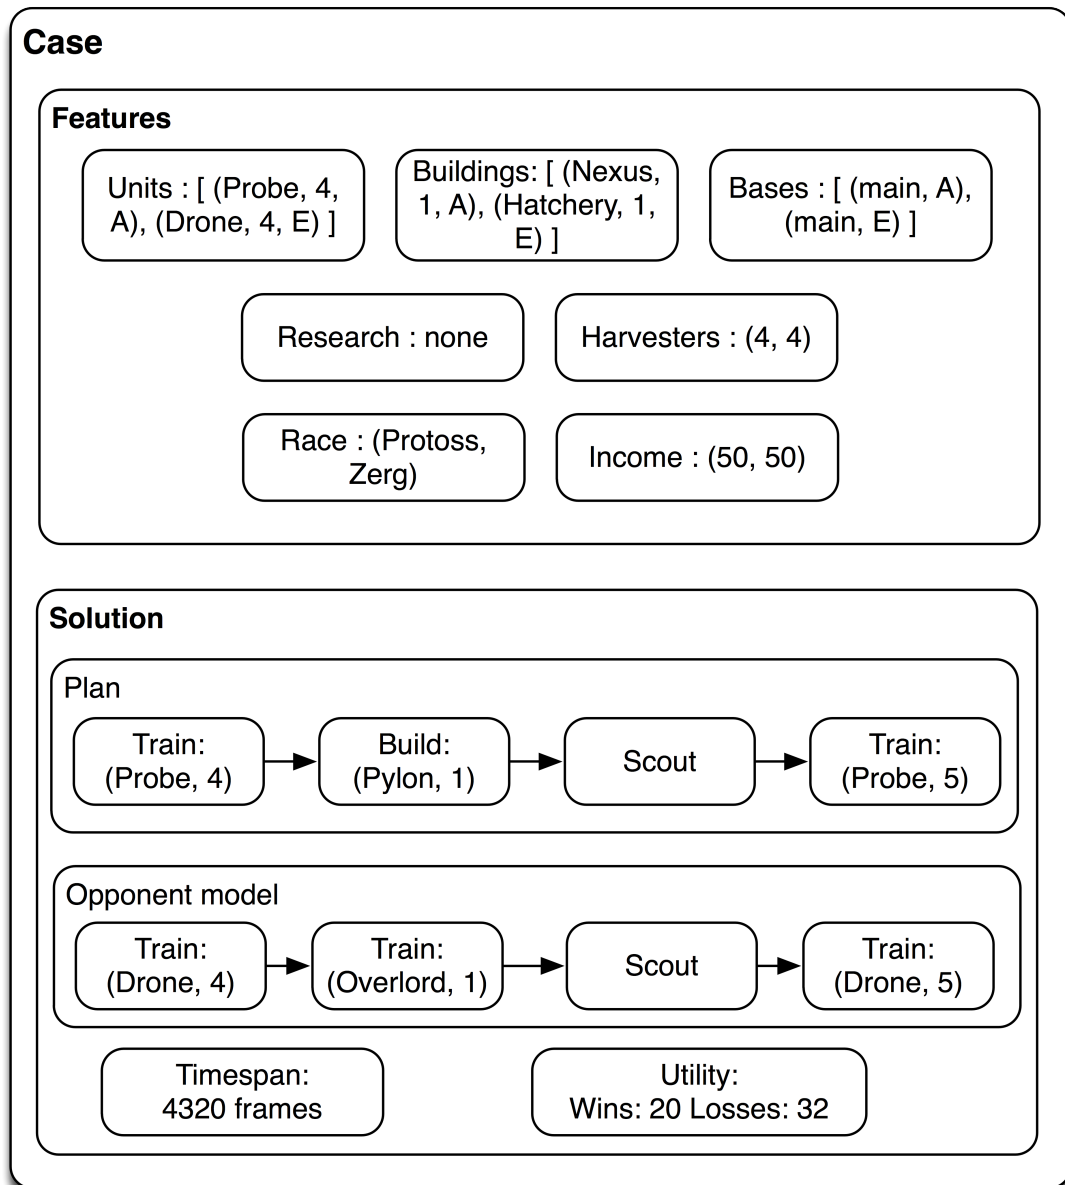 Case
Features
Units : [ (Probe, 4,
A), (Drone, 4, E) ]
Buildings: [ (Nexus,
1, A), (Hatchery, 1,
E) ]
Bases : [ (main, A),
(main, E) ]
Research : none
Harvesters : (4, 4)
Race : (Protoss,
Zerg)
Income : (50, 50)
Solution
Plan
Train:
(Probe, 4)
Build:
(Pylon, 1)
Scout
Train:
(Probe, 5)
Opponent model
Train:
(Drone, 4)
Train:
(Overlord, 1)
Scout
Train:
(Drone, 5)
Timespan:
4320 frames
Utility:
Wins: 20 Losses: 32